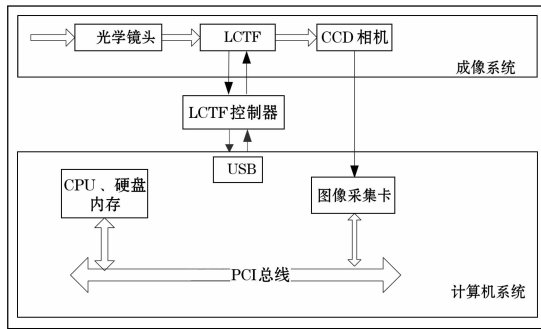 光学镜头
LCTF
CCD 相机
成像系统
LCTF控制器
USB
CPU 、硬盘
内存
图像采集卡
PCI总线
计算机系统